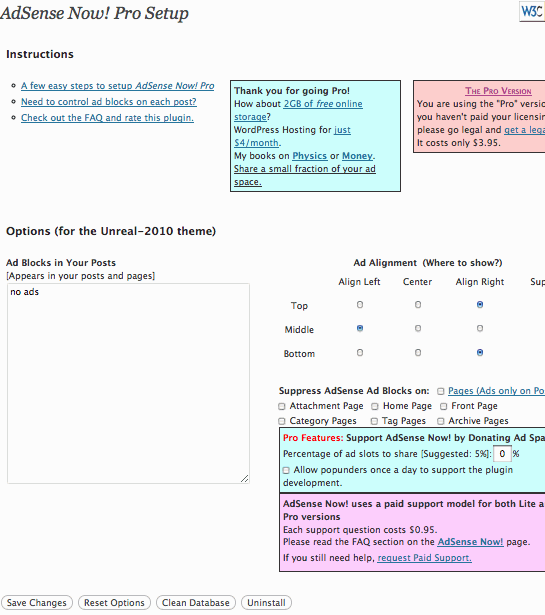 AdSense Now! Pro Setup
W3C
Instructions
A few easy steps to setup AdSense Now! Pro
Need to control ad blocks on each post?
Check out the FAQ and rate this plugin.
Thank you for going Pro!
How about 2GB of free online
storage?
WordPress Hosting for just
$4/month.
My books on Physics or Money.
Share a small fraction of your ad
space.
The Pro Version
You are using the "Pro" versio
you haven't paid your licensin
please go legal and get a lega
It costs only $3.95.
Options (for the Unreal-2010 theme)
Ad Blocks in Your Posts
[Appears in your posts and pages]
no ads
Ad Alignment (Where to show?)
Align Left Center Align Right Sup
Top
Middle
Bottom
Suppress AdSense Ad Blocks on: Pages (Ads only on Po
Attachment Page Home Page Front Page
Category Pages Tag Pages Archive Pages
Pro Features: Support AdSense Now! by Donating Ad Spa
Percentage of ad slots to share [Suggested: 5%]: 0 %
Allow popunders once a day to support the plugin
development.
AdSense Now! uses a paid support model for both Lite a
Pro versions
Each support question costs $0.95.
Please read the FAQ section on the AdSense Now! page.
If you still need help, request Paid Support.
Save Changes Reset Options Clean Database Uninstall